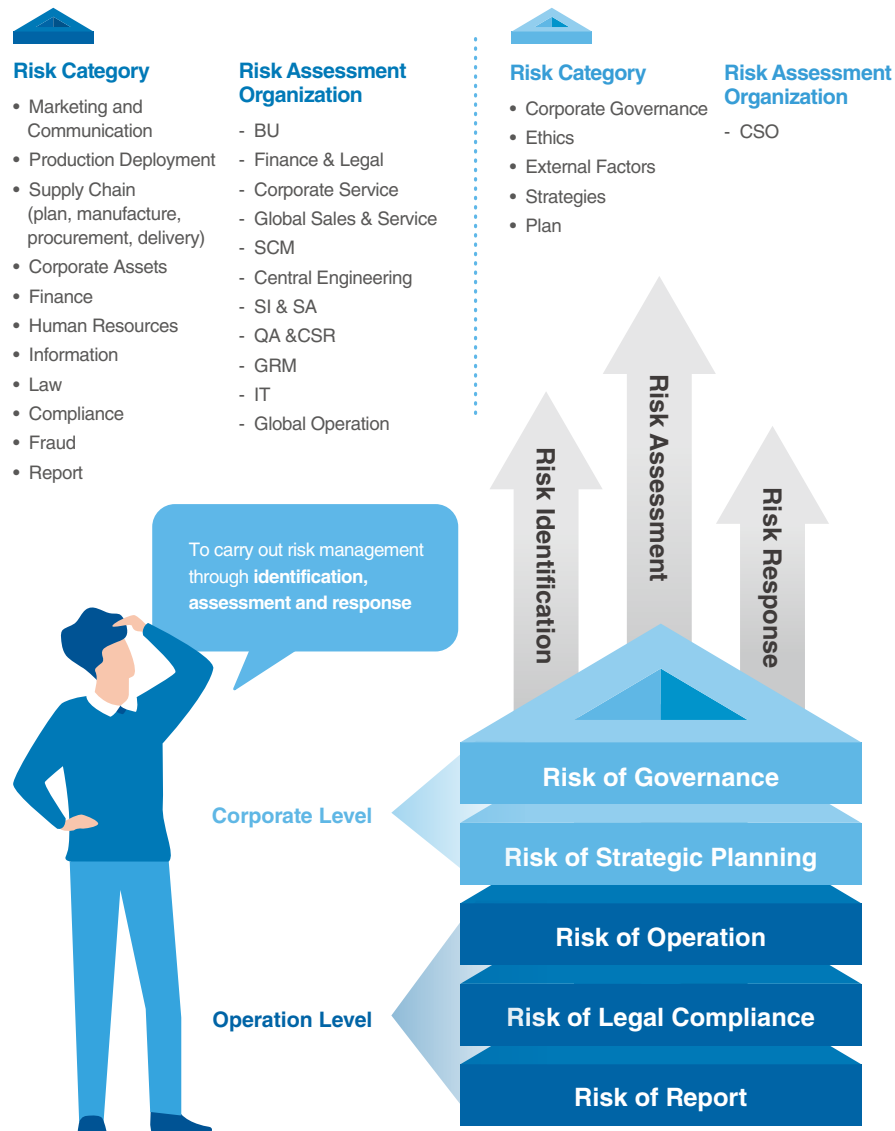 Risk Category
• Marketing and
Communication
• Production Deployment
• Supply Chain
(plan, manufacture,
procurement, delivery)
• Corporate Assets
• Finance
• Human Resources
• Information
• Law
• Compliance
• Fraud
• Report
Risk Assessment
Organization
- BU
- Finance & Legal
- Corporate Service
- Global Sales & Service
- SCM
- Central Engineering
- SI & SA
- QA &CSR
- GRM
- IT
- Global Operation
Risk Category
• Corporate Governance
• Ethics
• External Factors
• Strategies
• Plan
Risk Assessment
Organization
- CSO
Risk Identification
Risk Assessment
Risk Response
To carry out risk management
through identification,
assessment and response
Corporate Level
Risk of Governance
Risk of Strategic Planning
Operation Level
Risk of Operation
Risk of Legal Compliance
Risk of Report